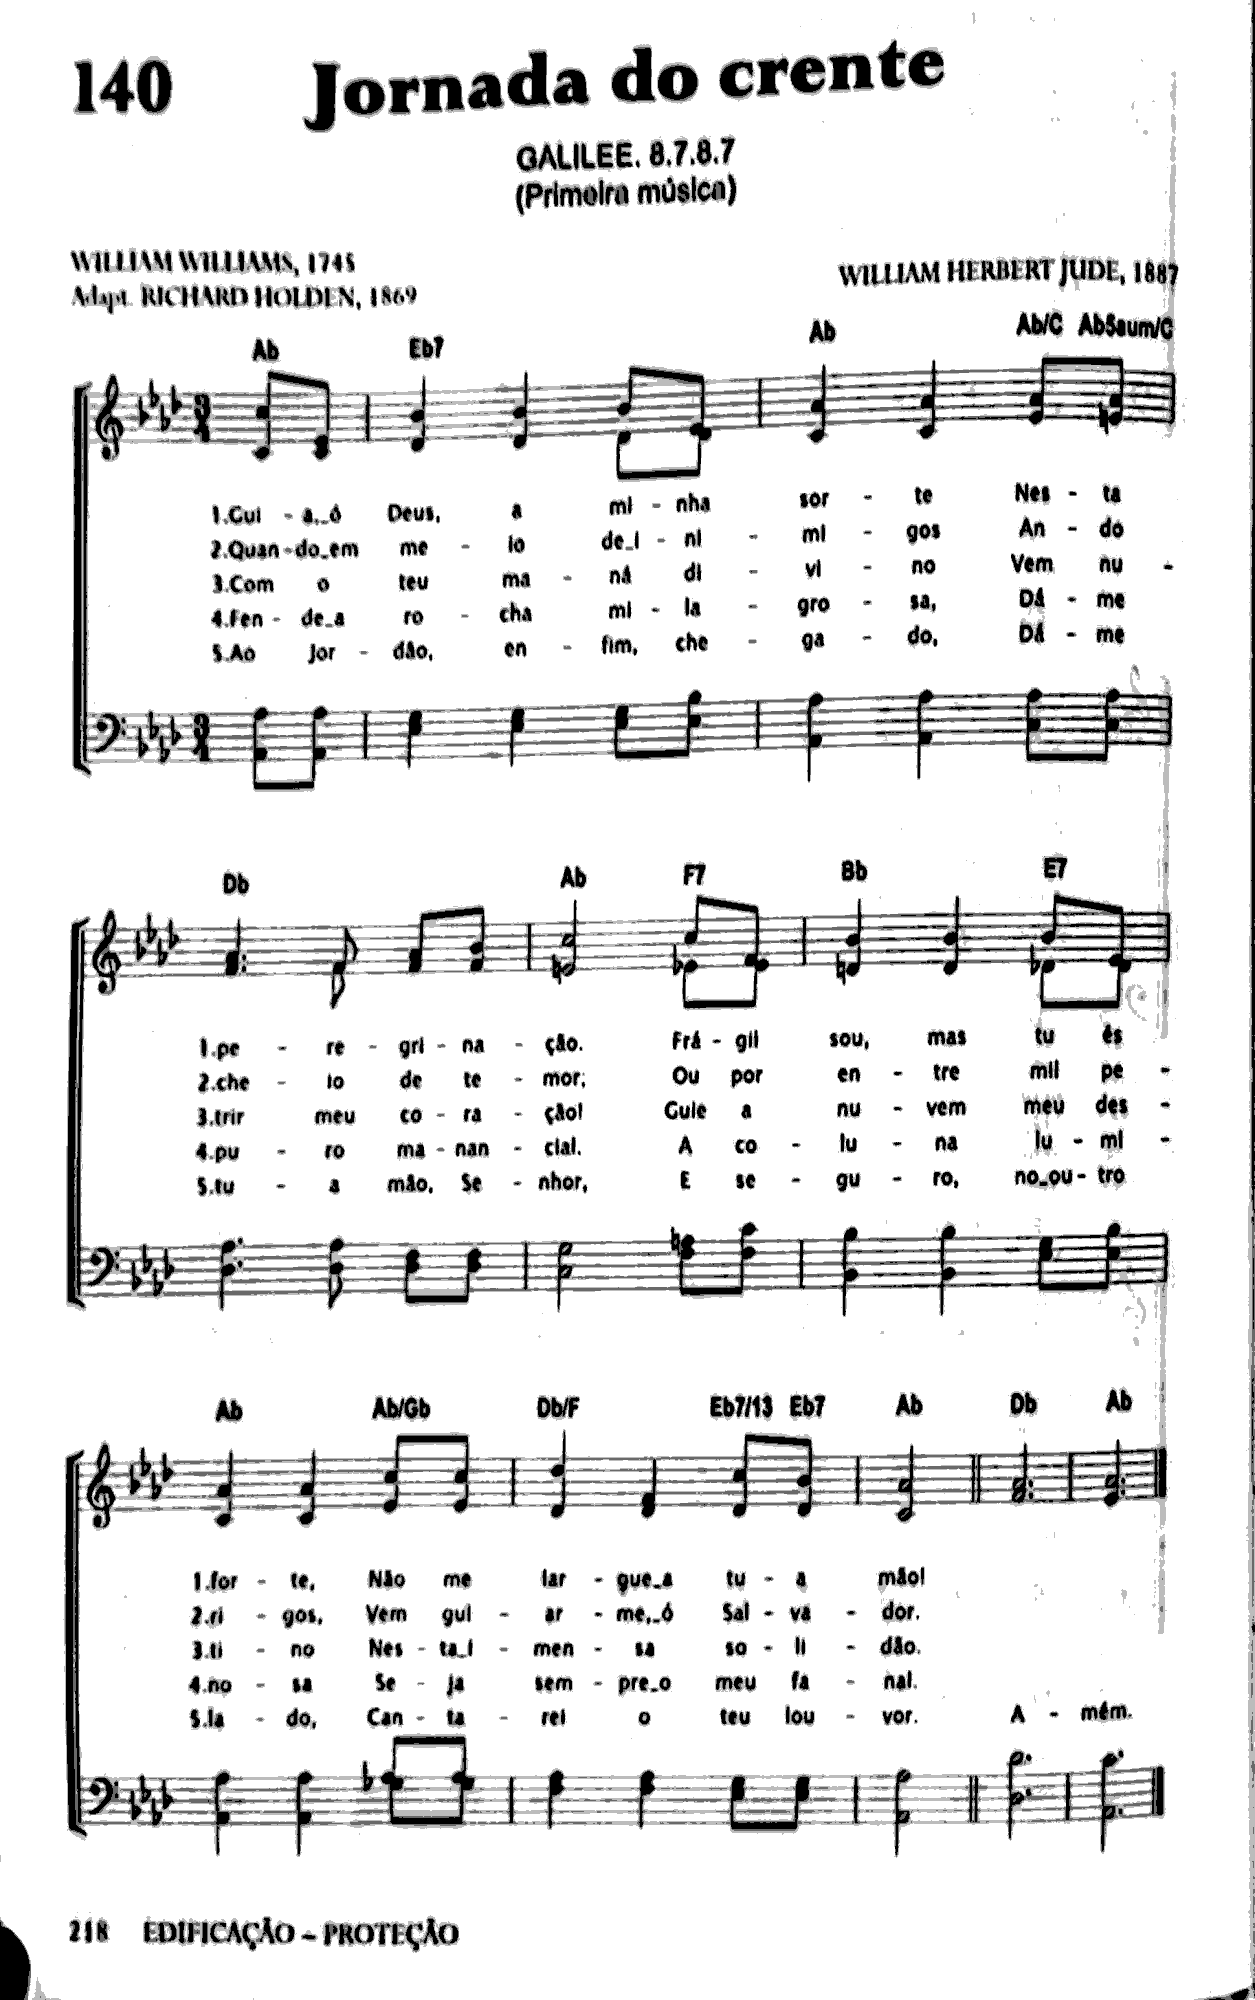 140 Jornada do crente
GALILEE. 8.7.8.7
(Primeira música)
WILLIAM WILLIAMS, 1745
Adapt. RICHARD HOLDEN, 1869
WILLIAM HERBERT JUDE, 1887
Ab Eb7 Ab Ab/C Ab5aum/C
3/4
1.Gui - a,_ó Deus, a mi - nha sor - te Nes - ta
2.Quan-do_em me - io de_i - ni - mi - gos An - do
3.Com o teu ma - ná di - vi - no Vem nu -
4.Fen - de_a ro - cha mi - la - gro - sa, Dá - me
5.Ao Jor - dão, en - fim, che - ga - do, Dá - me
3/4
Db Ab F7 Bb E7
1.pe - re - gri - na - ção. Frá - gil sou, mas tu és
2.che - io de te - mor; Ou por en - tre mil pe -
3.trir meu co - ra - ção! Guie a nu - vem meu des -
4.pu - ro ma - nan - cial. A co - lu - na lu - mi -
5.tu - a mão, Se - nhor, E se - gu - ro, no_ou - tro
Ab Ab/Gb Db/F Eb7/13 Eb7 Ab Db Ab
1.for - te, Não me lar - gue_a tu - a mão!
2.ri - gos, Vem gui - ar - me,_ó Sal - va - dor.
3.ti - no Nes - ta_i - men - sa so - li - dão.
4.no - sa Se - ja sem - pre_o meu fa - nal.
5.la - do, Can - ta - rei o teu lou - vor. A - mém.
218 EDIFICAÇÃO – PROTEÇÃO